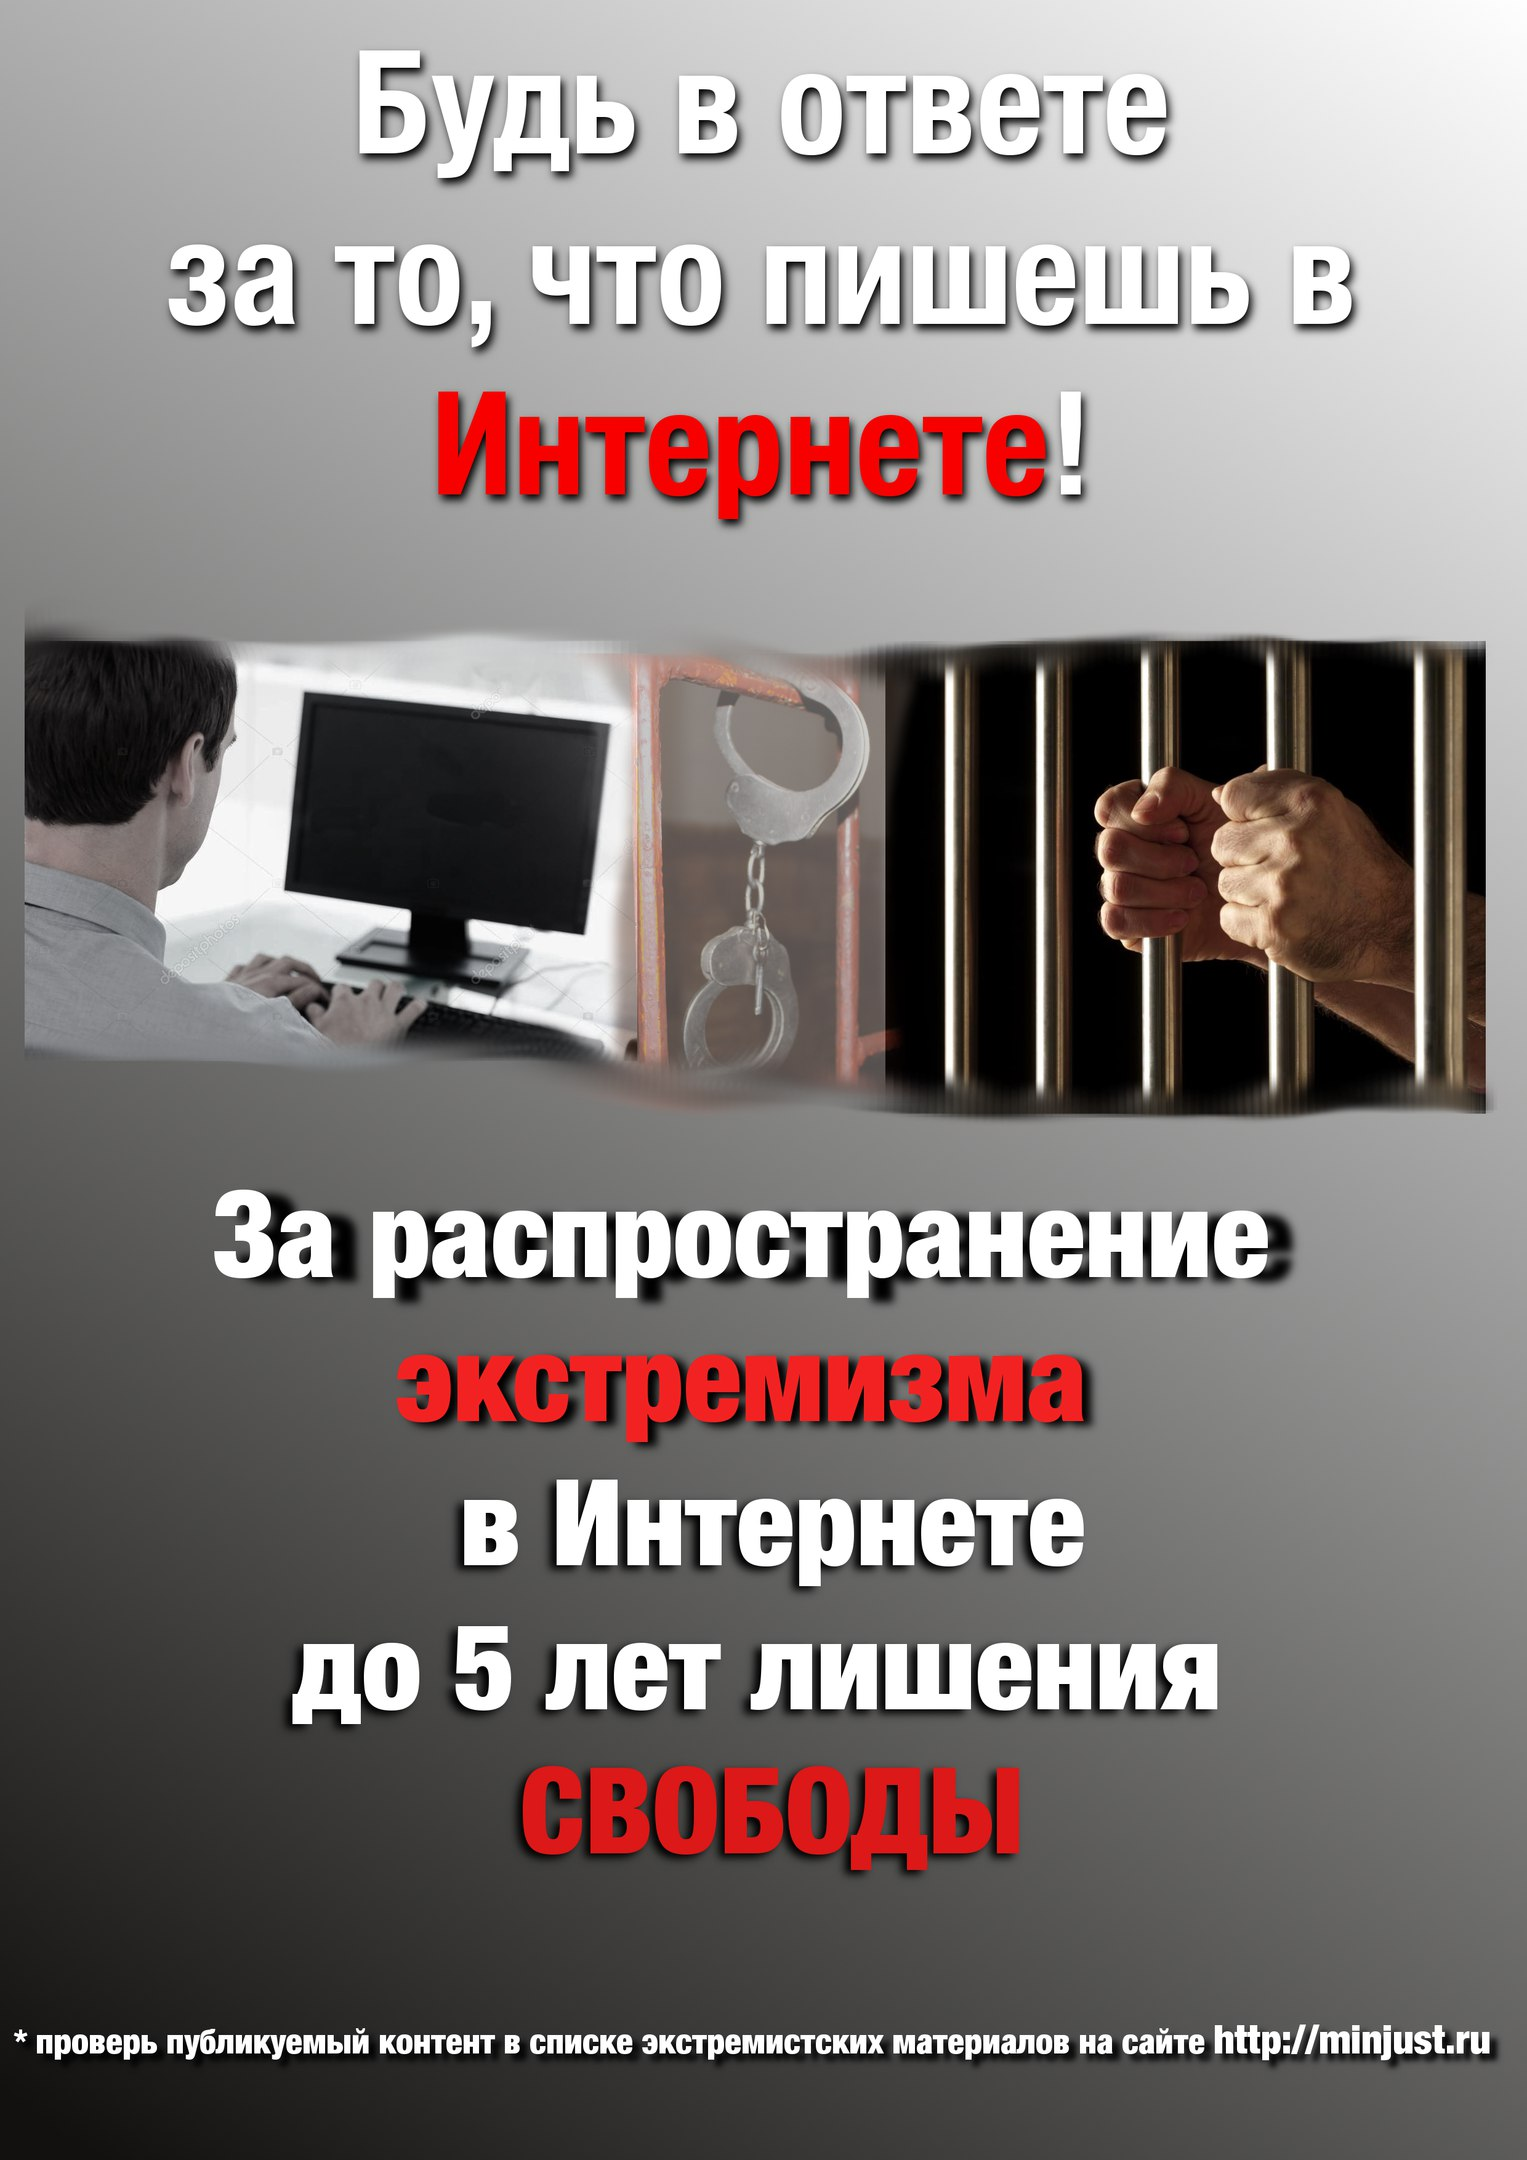 Будь в ответе
за то, что пишешь в
Интернете!
depositphotos
За распространение
экстремизма
в Интернете
до 5 лет лишения
СВОБОДЫ
* проверь публикуемый контент в списке экстремистских материалов на сайте http://minjust.ru